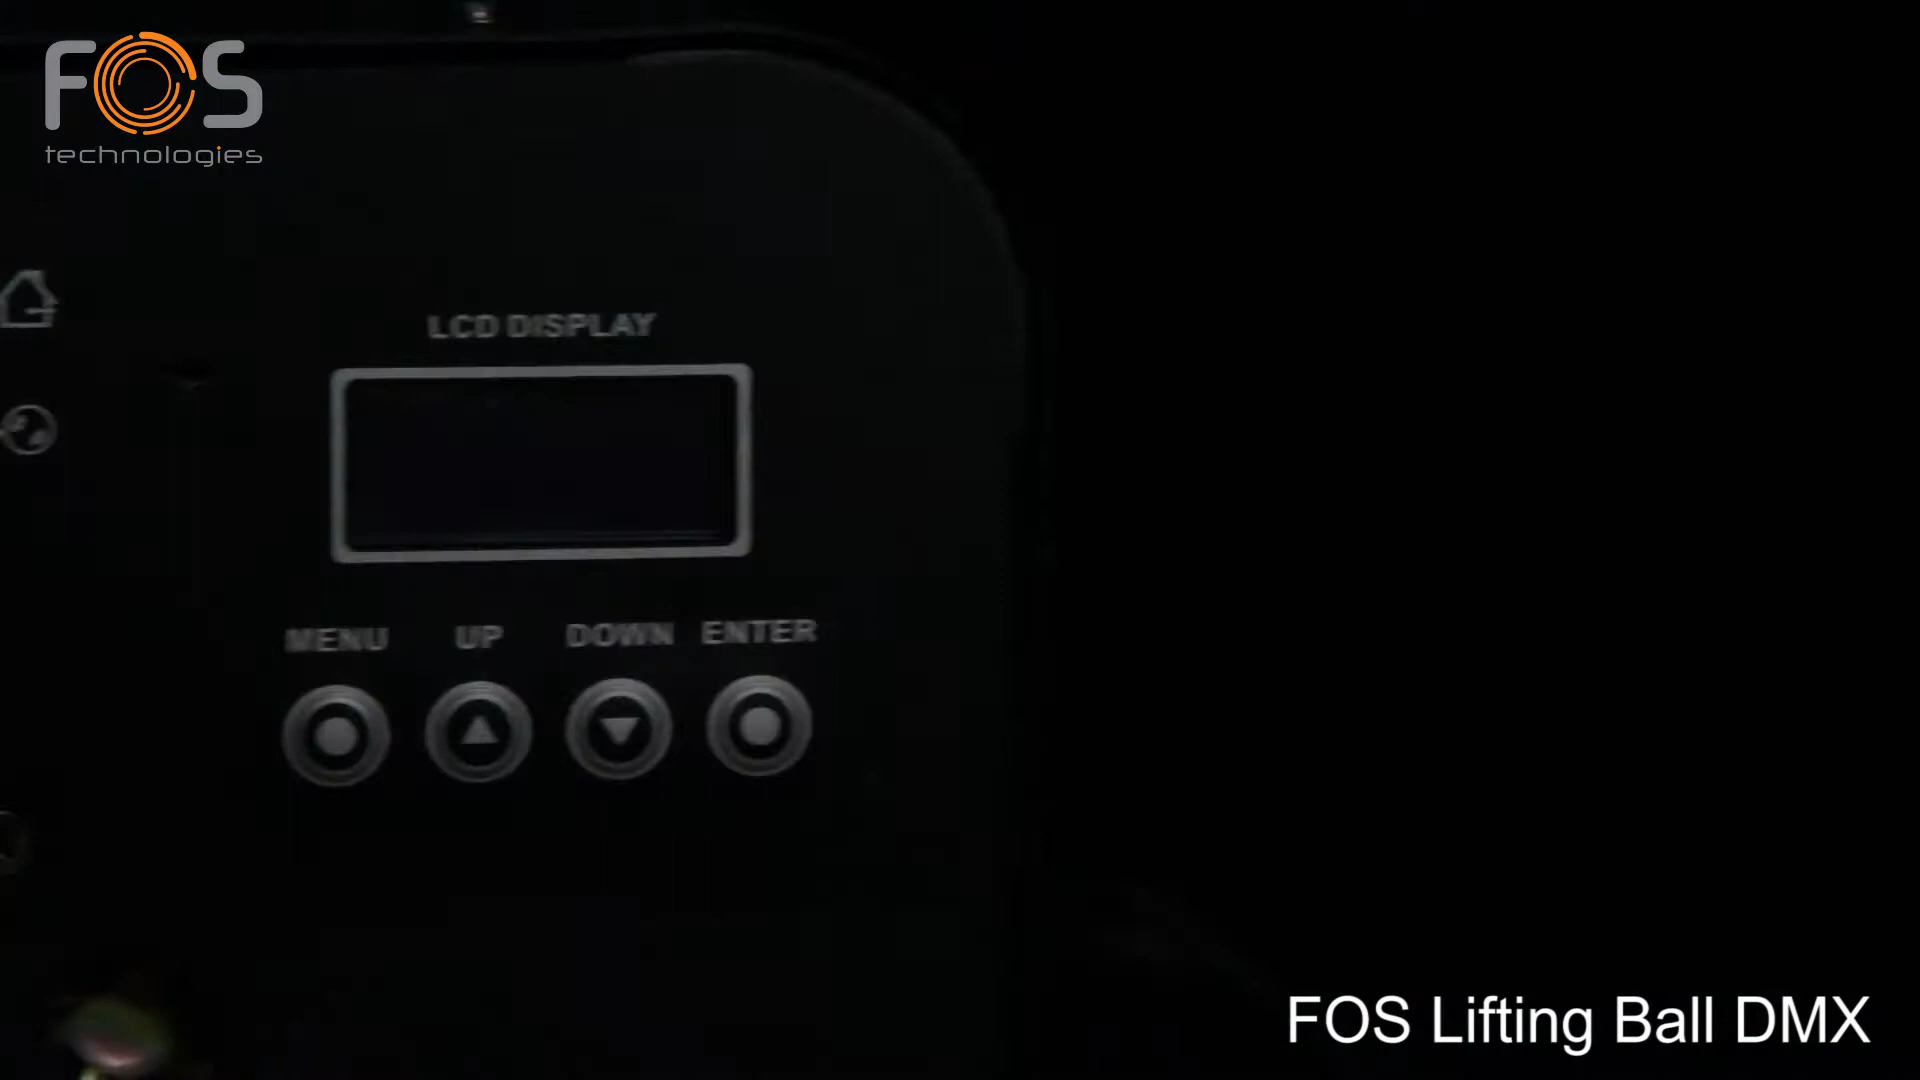 FOS
technologies
LCD DISPLAY
MENU UP DOWN ENTER
FOS Lifting Ball DMX